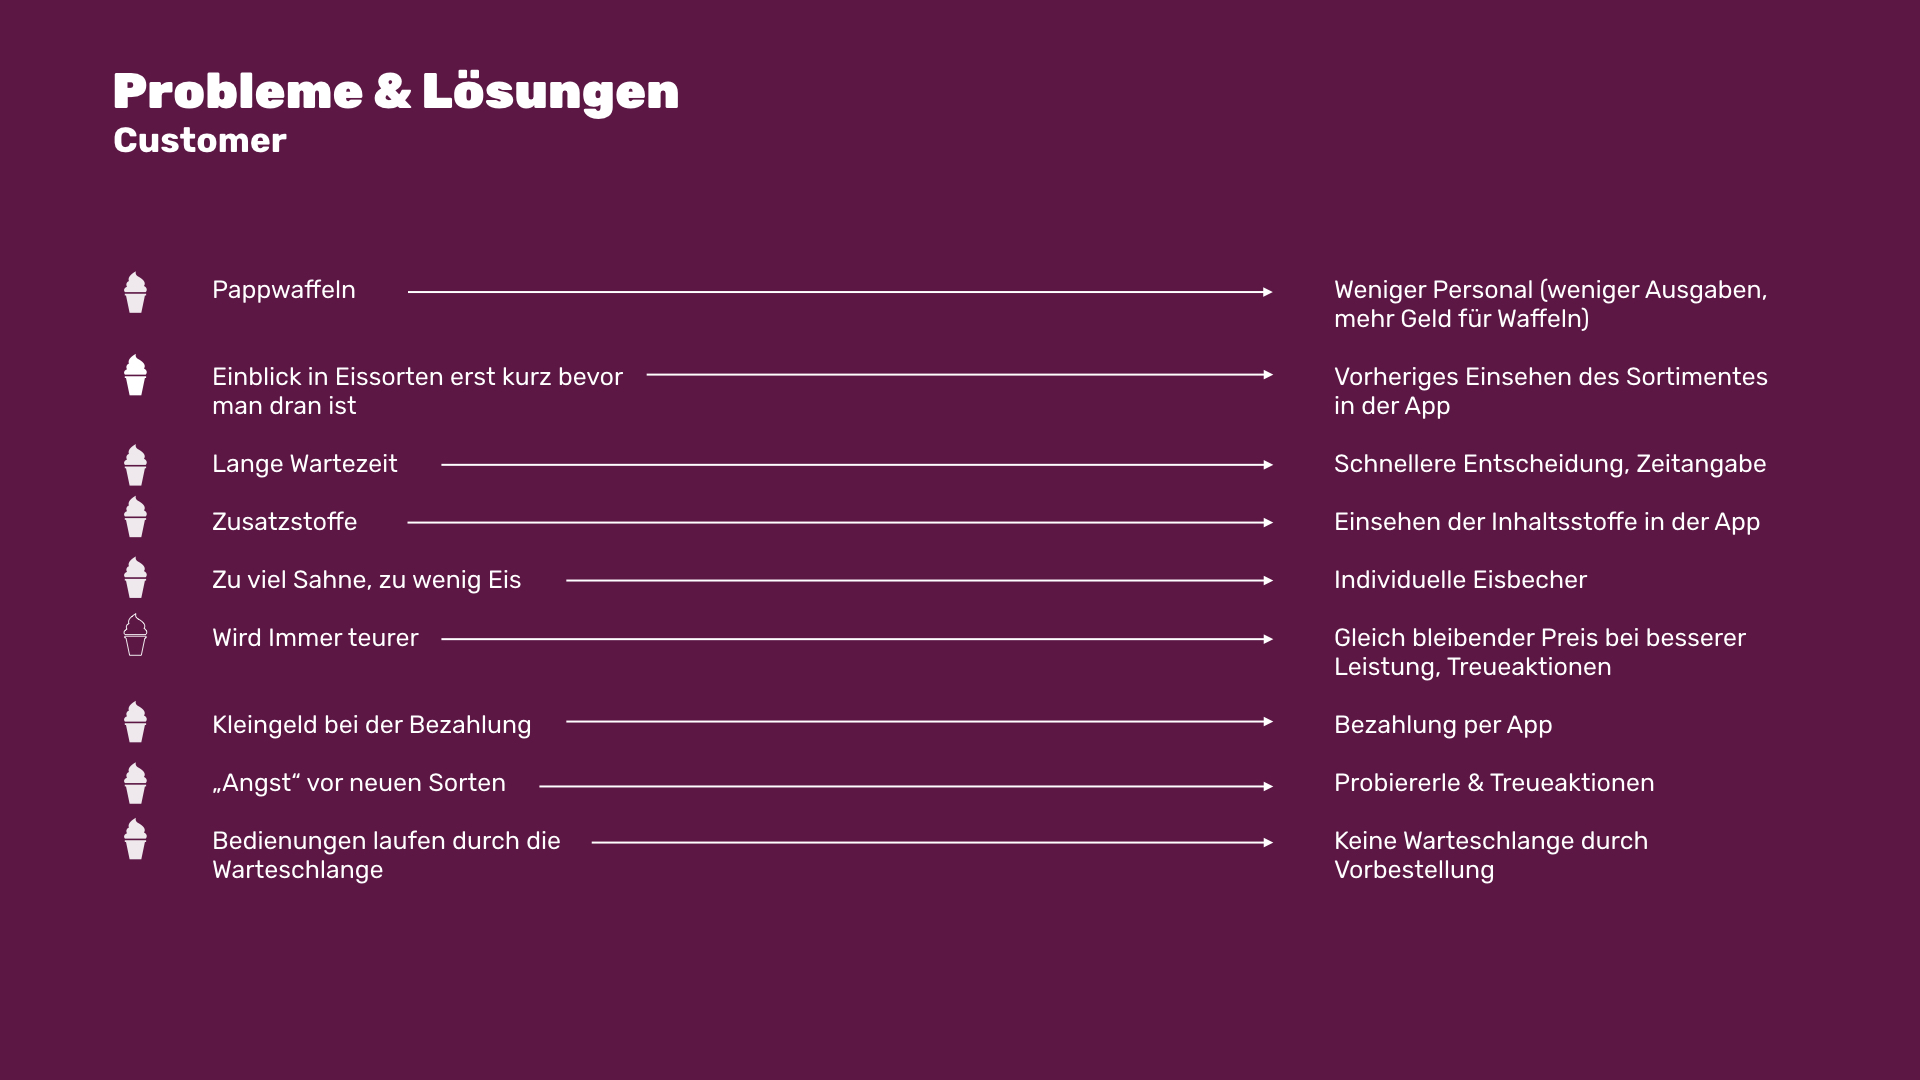 Probleme & Lösungen
Customer
Pappwaffeln
Weniger Personal (weniger Ausgaben,
mehr Geld für Waffeln)
Einblick in Eissorten erst kurz bevor
man dran ist
Vorheriges Einsehen des Sortimentes
in der App
Lange Wartezeit
Schnellere Entscheidung, Zeitangabe
Zusatzstoffe
Einsehen der Inhaltsstoffe in der App
Zu viel Sahne, zu wenig Eis
Individuelle Eisbecher
Wird Immer teurer
Gleich bleibender Preis bei besserer
Leistung, Treueaktionen
Kleingeld bei der Bezahlung
Bezahlung per App
„Angst“ vor neuen Sorten
Probiererle & Treueaktionen
Bedienungen laufen durch die
Warteschlange
Keine Warteschlange durch
Vorbestellung